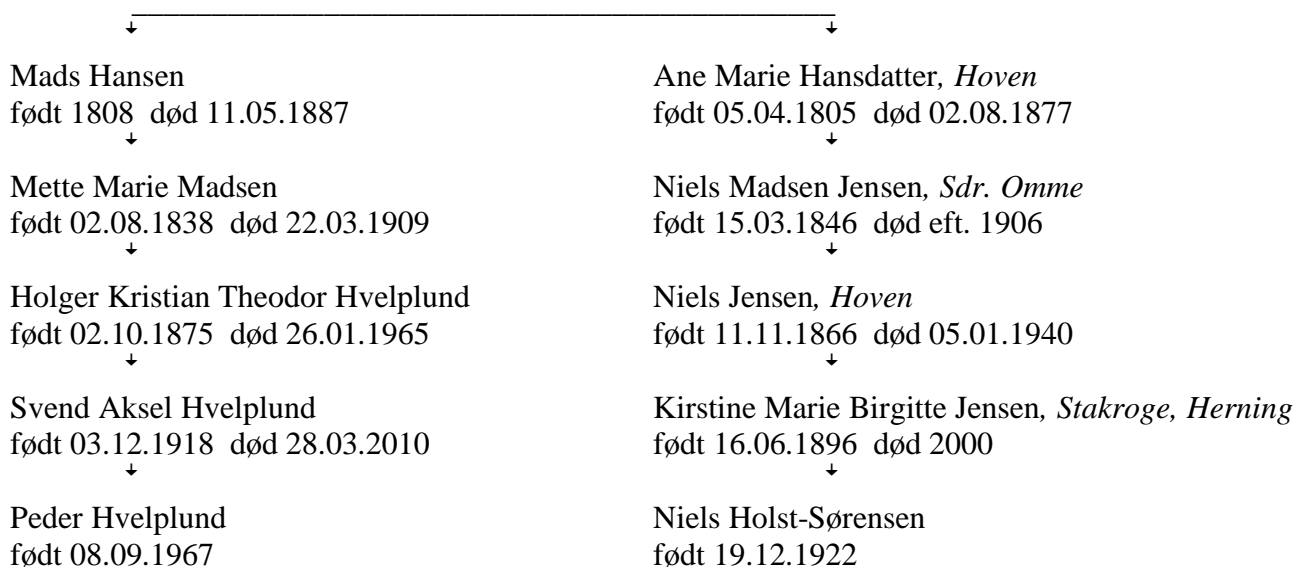 Mads Hansen
født 1808 død 11.05.1887
Mette Marie Madsen
født 02.08.1838 død 22.03.1909
Holger Kristian Theodor Hvelplund
født 02.10.1875 død 26.01.1965
Svend Aksel Hvelplund
født 03.12.1918 død 28.03.2010
Peder Hvelplund
født 08.09.1967
Ane Marie Hansdatter, Hoven
født 05.04.1805 død 02.08.1877
Niels Madsen Jensen, Sdr. Omme
født 15.03.1846 død eft. 1906
Niels Jensen, Hoven
født 11.11.1866 død 05.01.1940
Kirstine Marie Birgitte Jensen, Stakroge, Herning
født 16.06.1896 død 2000
Niels Holst-Sørensen
født 19.12.1922